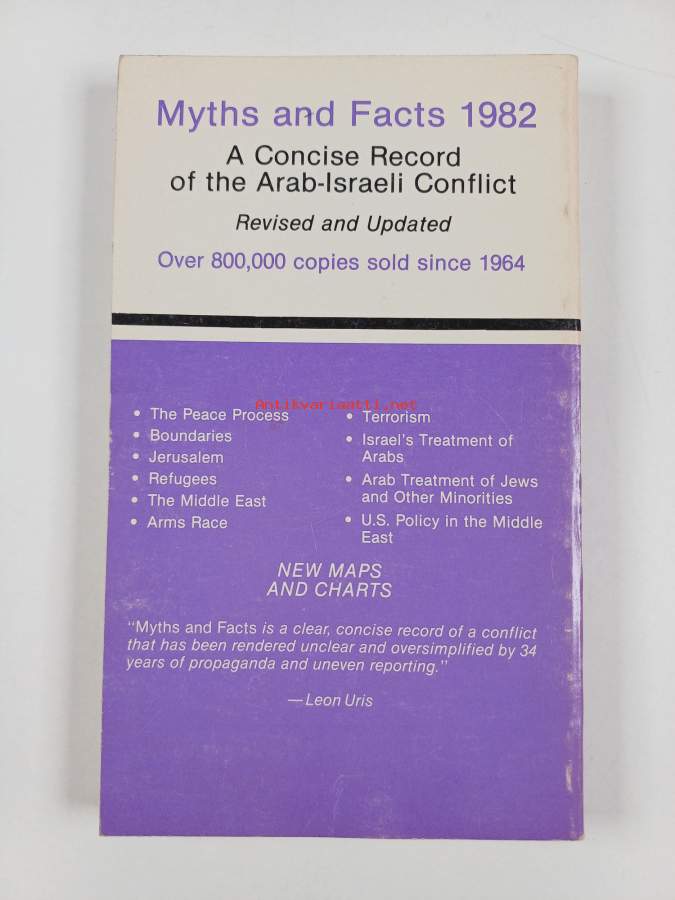 Myths and Facts 1982
A Concise Record
of the Arab-Israeli Conflict
Revised and Updated
Over 800,000 copies sold since 1964
Antikvariaatti.net
• The Peace Process
• Boundaries
• Jerusalem
• Refugees
• The Middle East
• Arms Race
• Terrorism
• Israel's Treatment of
Arabs
• Arab Treatment of Jews
and Other Minorities
• U.S. Policy in the Middle
East
NEW MAPS
AND CHARTS
"Myths and Facts is a clear, concise record of a conflict
that has been rendered unclear and oversimplified by 34
years of propaganda and uneven reporting."
—Leon Uris